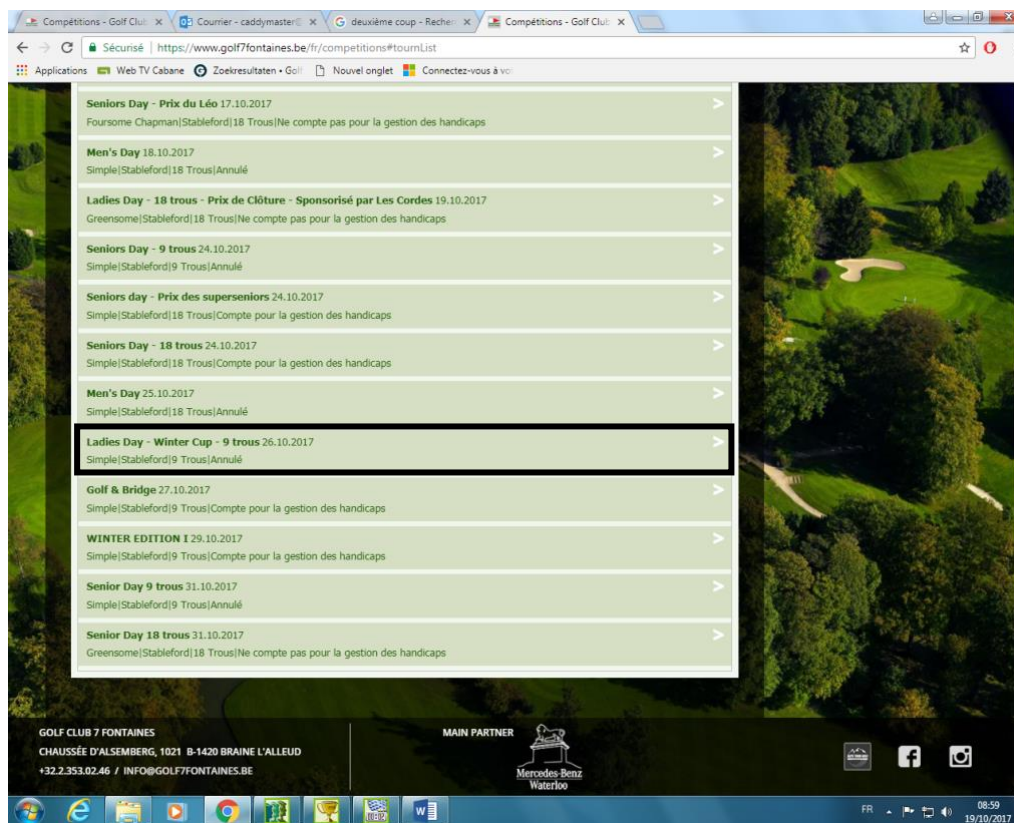 Compétitions - Golf Club
Courrier - caddymaster@
deuxième coup - Recher
Compétitions - Golf Club
Sécurisé | https://www.golf7fontaines.be/fr/competitions#tournList
Applications Web TV Cabane Zoekresultaten • Golf Nouvel onglet Connectez-vous à vo
Seniors Day - Prix du Léo 17.10.2017
Foursome Chapman|Stableford|18 Trous|Ne compte pas pour la gestion des handicaps
Men's Day 18.10.2017
Simple|Stableford|18 Trous|Annulé
Ladies Day - 18 trous - Prix de Clôture - Sponsorisé par Les Cordes 19.10.2017
Greensome|Stableford|18 Trous|Ne compte pas pour la gestion des handicaps
Seniors Day - 9 trous 24.10.2017
Simple|Stableford|9 Trous|Annulé
Seniors day - Prix des superseniors 24.10.2017
Simple|Stableford|18 Trous|Compte pour la gestion des handicaps
Seniors Day - 18 trous 24.10.2017
Simple|Stableford|18 Trous|Compte pour la gestion des handicaps
Men's Day 25.10.2017
Simple|Stableford|18 Trous|Annulé
Ladies Day - Winter Cup - 9 trous 26.10.2017
Simple|Stableford|9 Trous|Annulé
Golf & Bridge 27.10.2017
Simple|Stableford|9 Trous|Compte pour la gestion des handicaps
WINTER EDITION I 29.10.2017
Simple|Stableford|9 Trous|Compte pour la gestion des handicaps
Senior Day 9 trous 31.10.2017
Simple|Stableford|9 Trous|Annulé
Senior Day 18 trous 31.10.2017
Greensome|Stableford|18 Trous|Ne compte pas pour la gestion des handicaps
GOLF CLUB 7 FONTAINES
CHAUSSÉE D'ALSEMBERG, 1021 B-1420 BRAINE L'ALLEUD
+32.2.353.02.46 / INFO@GOLF7FONTAINES.BE
MAIN PARTNER
Mercedes-Benz
Waterloo
FR
08:59
19/10/2017